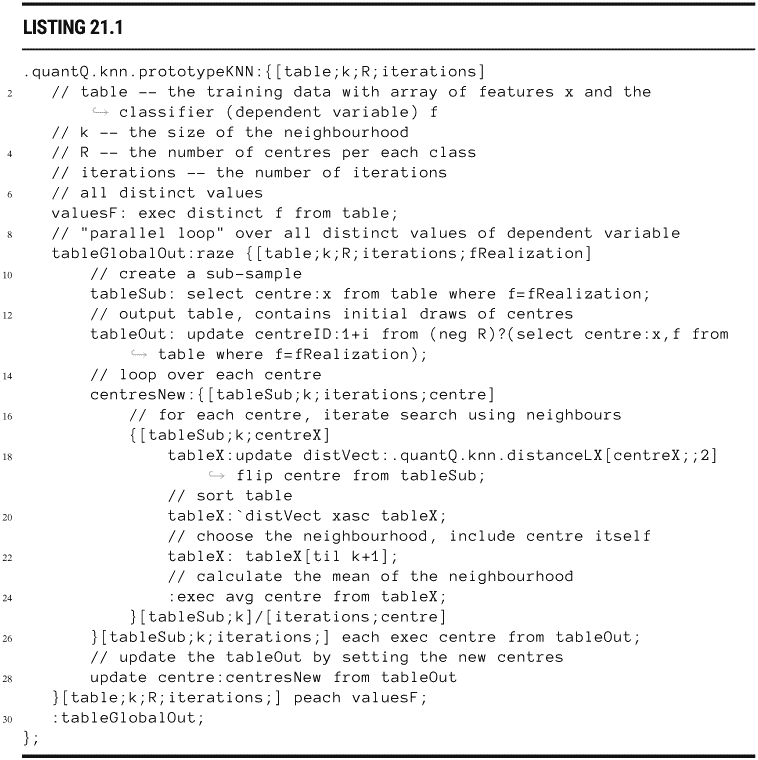 LISTING 21.1
.quantQ.knn.prototypeKNN:{[table;k;R;iterations]
2 // table -- the training data with array of features x and the
↪ classifier (dependent variable) f
// k -- the size of the neighbourhood
4 // R -- the number of centres per each class
// iterations -- the number of iterations
6 // all distinct values
valuesF: exec distinct f from table;
8 // "parallel loop" over all distinct values of dependent variable
tableGlobalOut:raze {[table;k;R;iterations;fRealization]
10 // create a sub-sample
tableSub: select centre:x from table where f=fRealization;
12 // output table, contains initial draws of centres
tableOut: update centreID:1+i from (neg R)?(select centre:x,f from
↪ table where f=fRealization);
14 // loop over each centre
centresNew:{[tableSub;k;iterations;centre]
16 // for each centre, iterate search using neighbours
{[tableSub;k;centreX]
18 tableX:update distVect:.quantQ.knn.distanceLX[centreX;;2]
↪ flip centre from tableSub;
// sort table
20 tableX:`distVect xasc tableX;
// choose the neighbourhood, include centre itself
22 tableX: tableX[til k+1];
// calculate the mean of the neighbourhood
24 :exec avg centre from tableX;
}[tableSub;k]/[iterations;centre]
26 }[tableSub;k;iterations;] each exec centre from tableOut;
// update the tableOut by setting the new centres
28 update centre:centresNew from tableOut
}[table;k;R;iterations;] peach valuesF;
30 :tableGlobalOut;
};